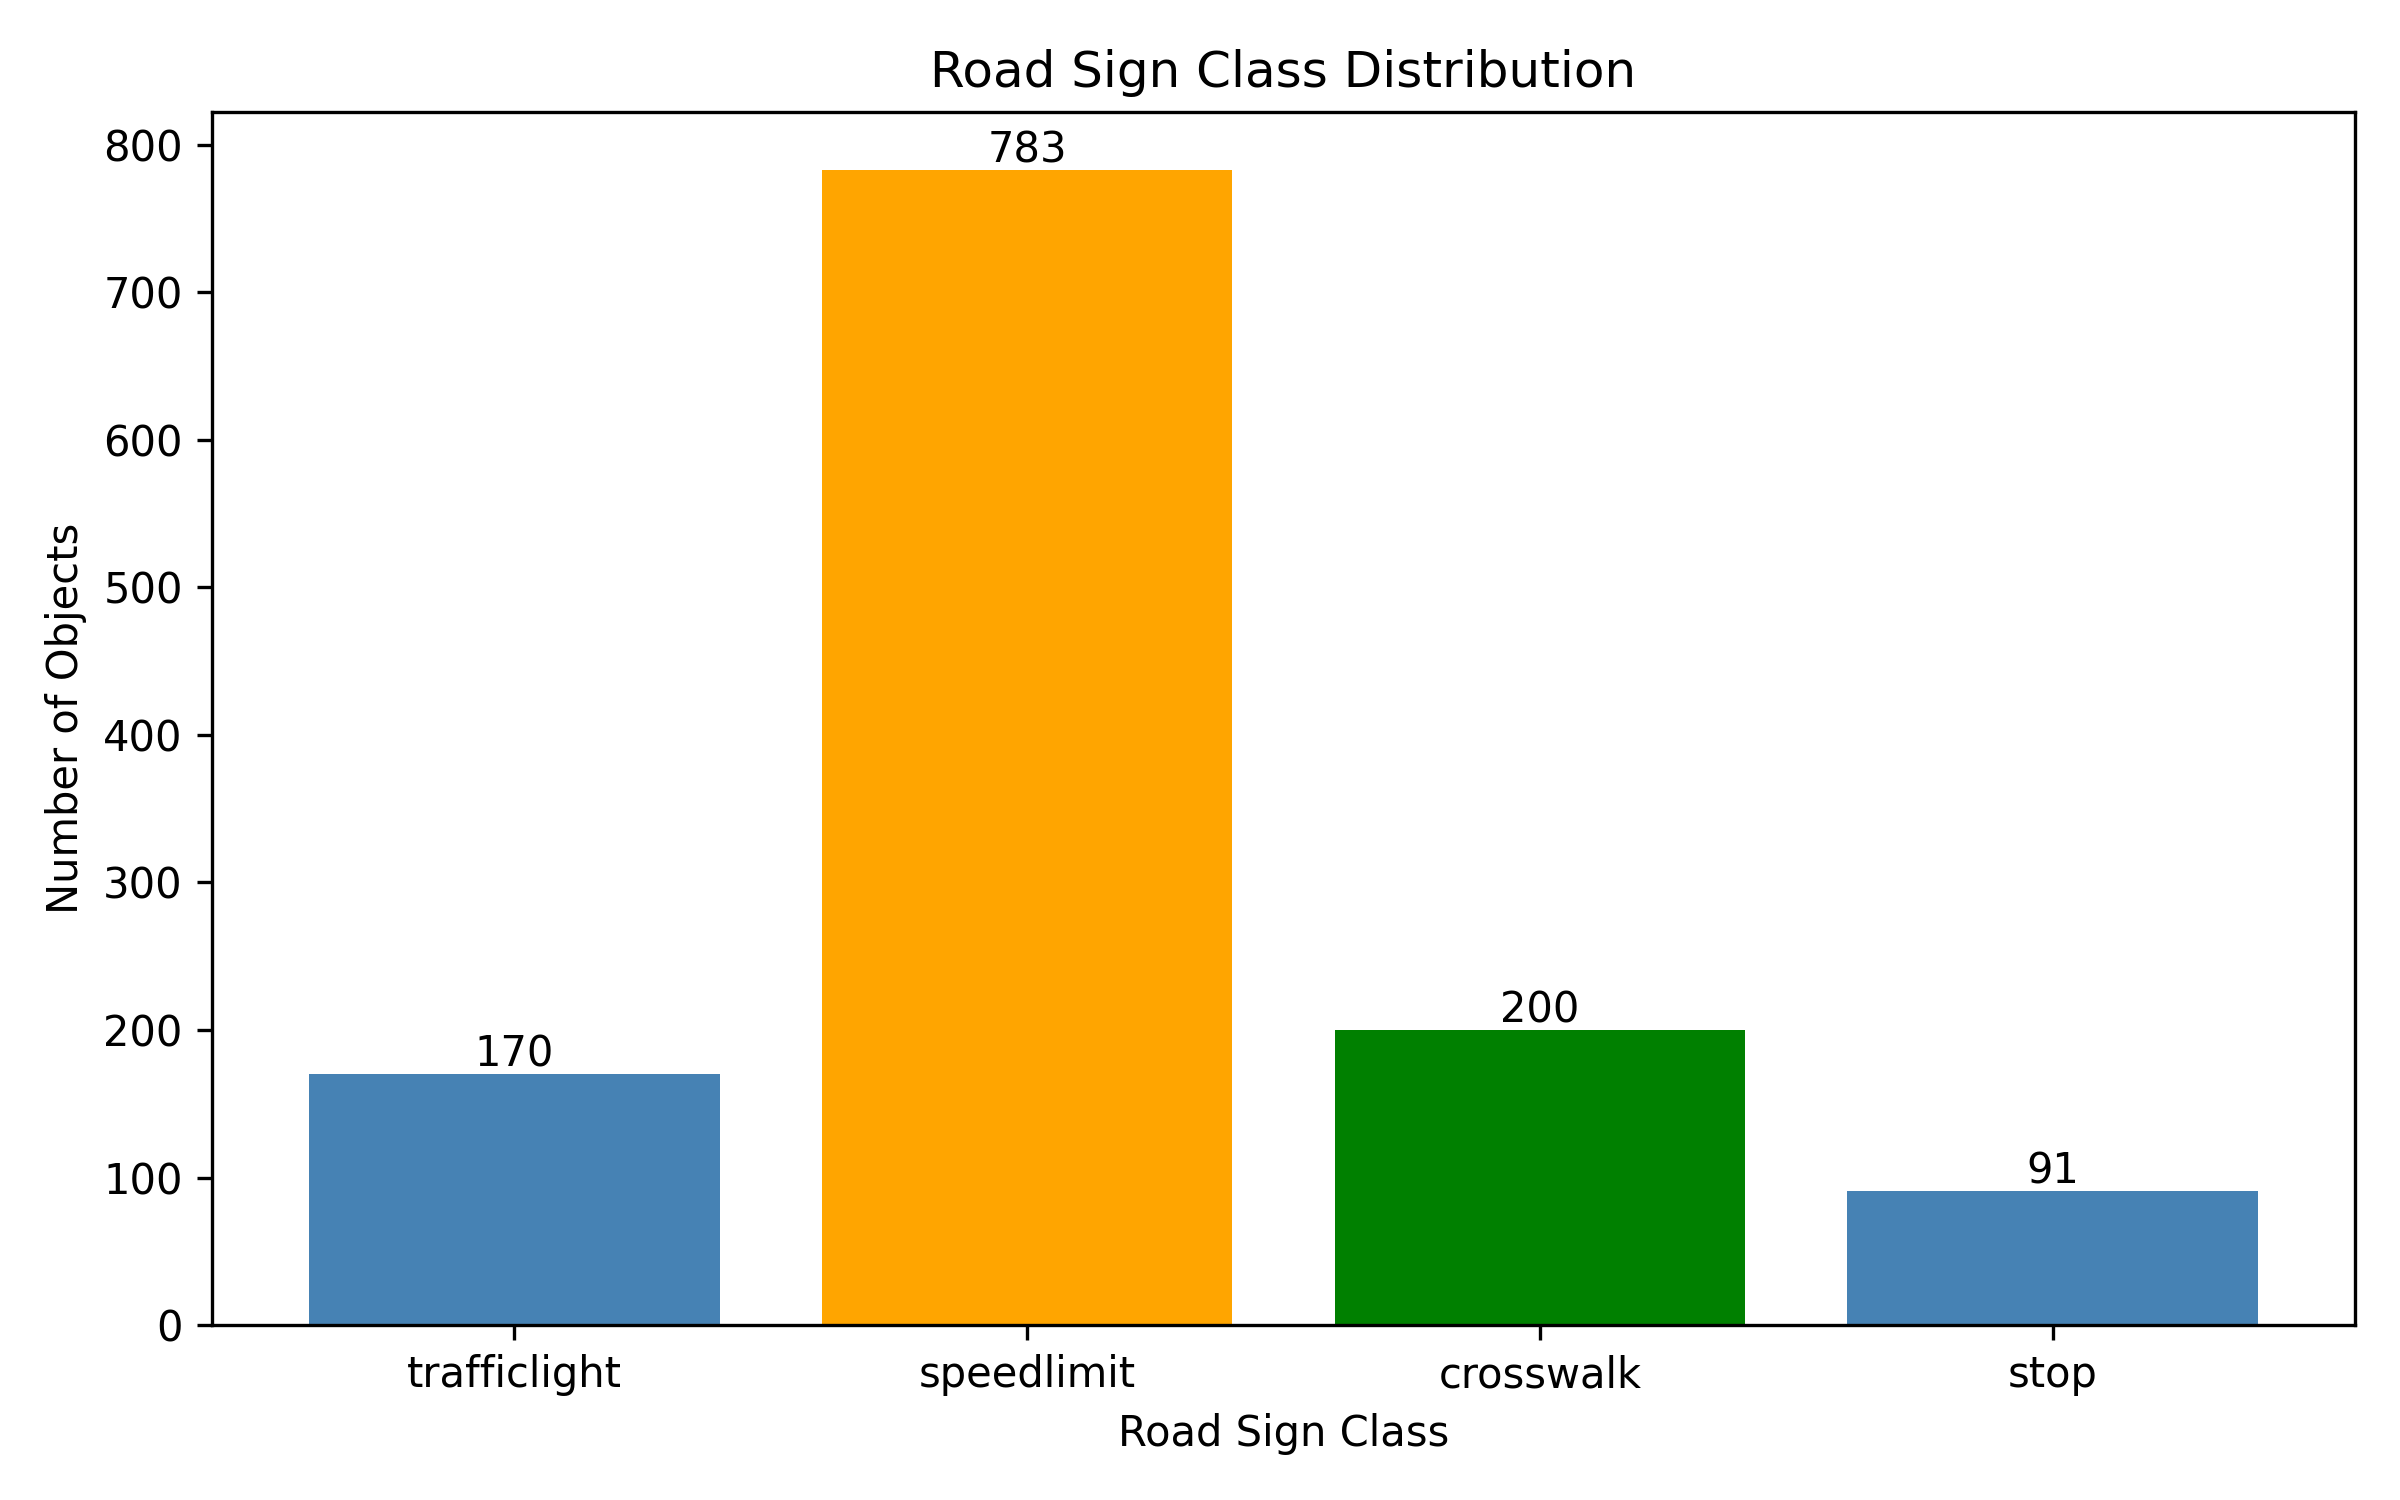 Road Sign Class Distribution
Number of Objects
800
700
600
500
400
300
200
100
0
170
783
200
91
trafficlight
speedlimit
crosswalk
stop
Road Sign Class